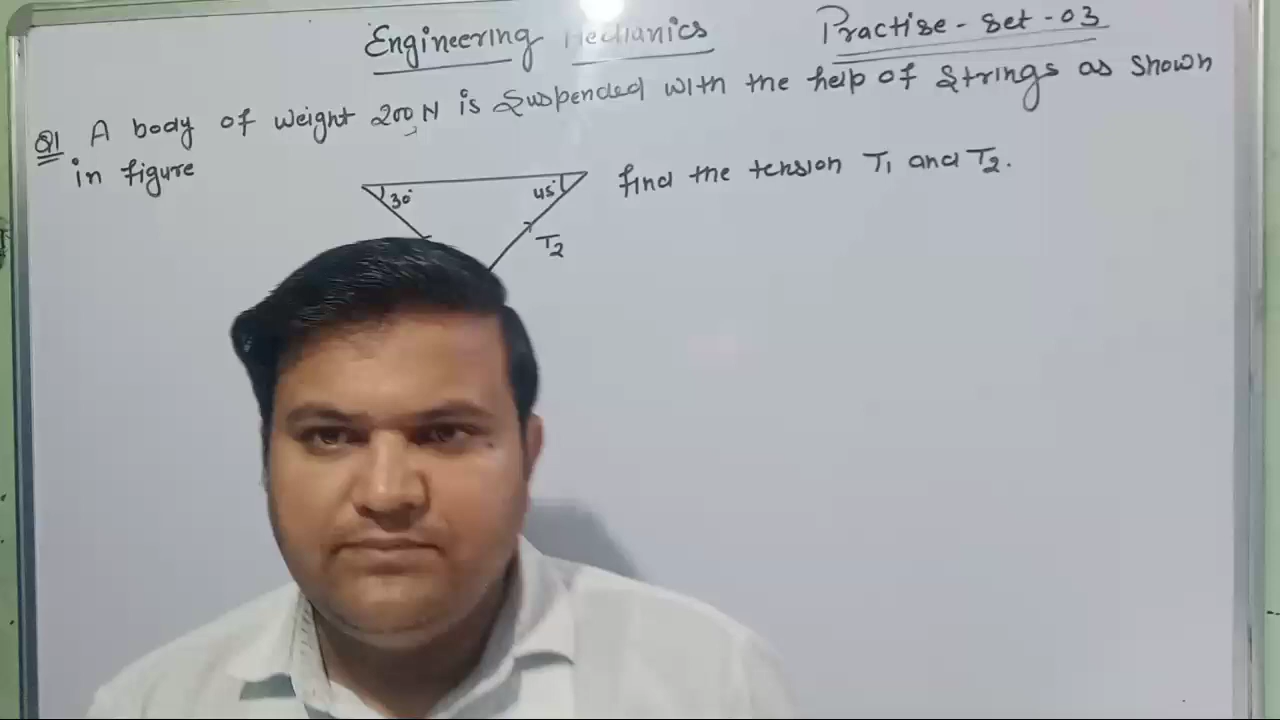 Engineering Mechanics
Practise - Set - 03
Q1 A body of weight 200 N is Suspended with the help of Strings as shown
in figure
find the tension T1 and T2.
30°
45°
T2